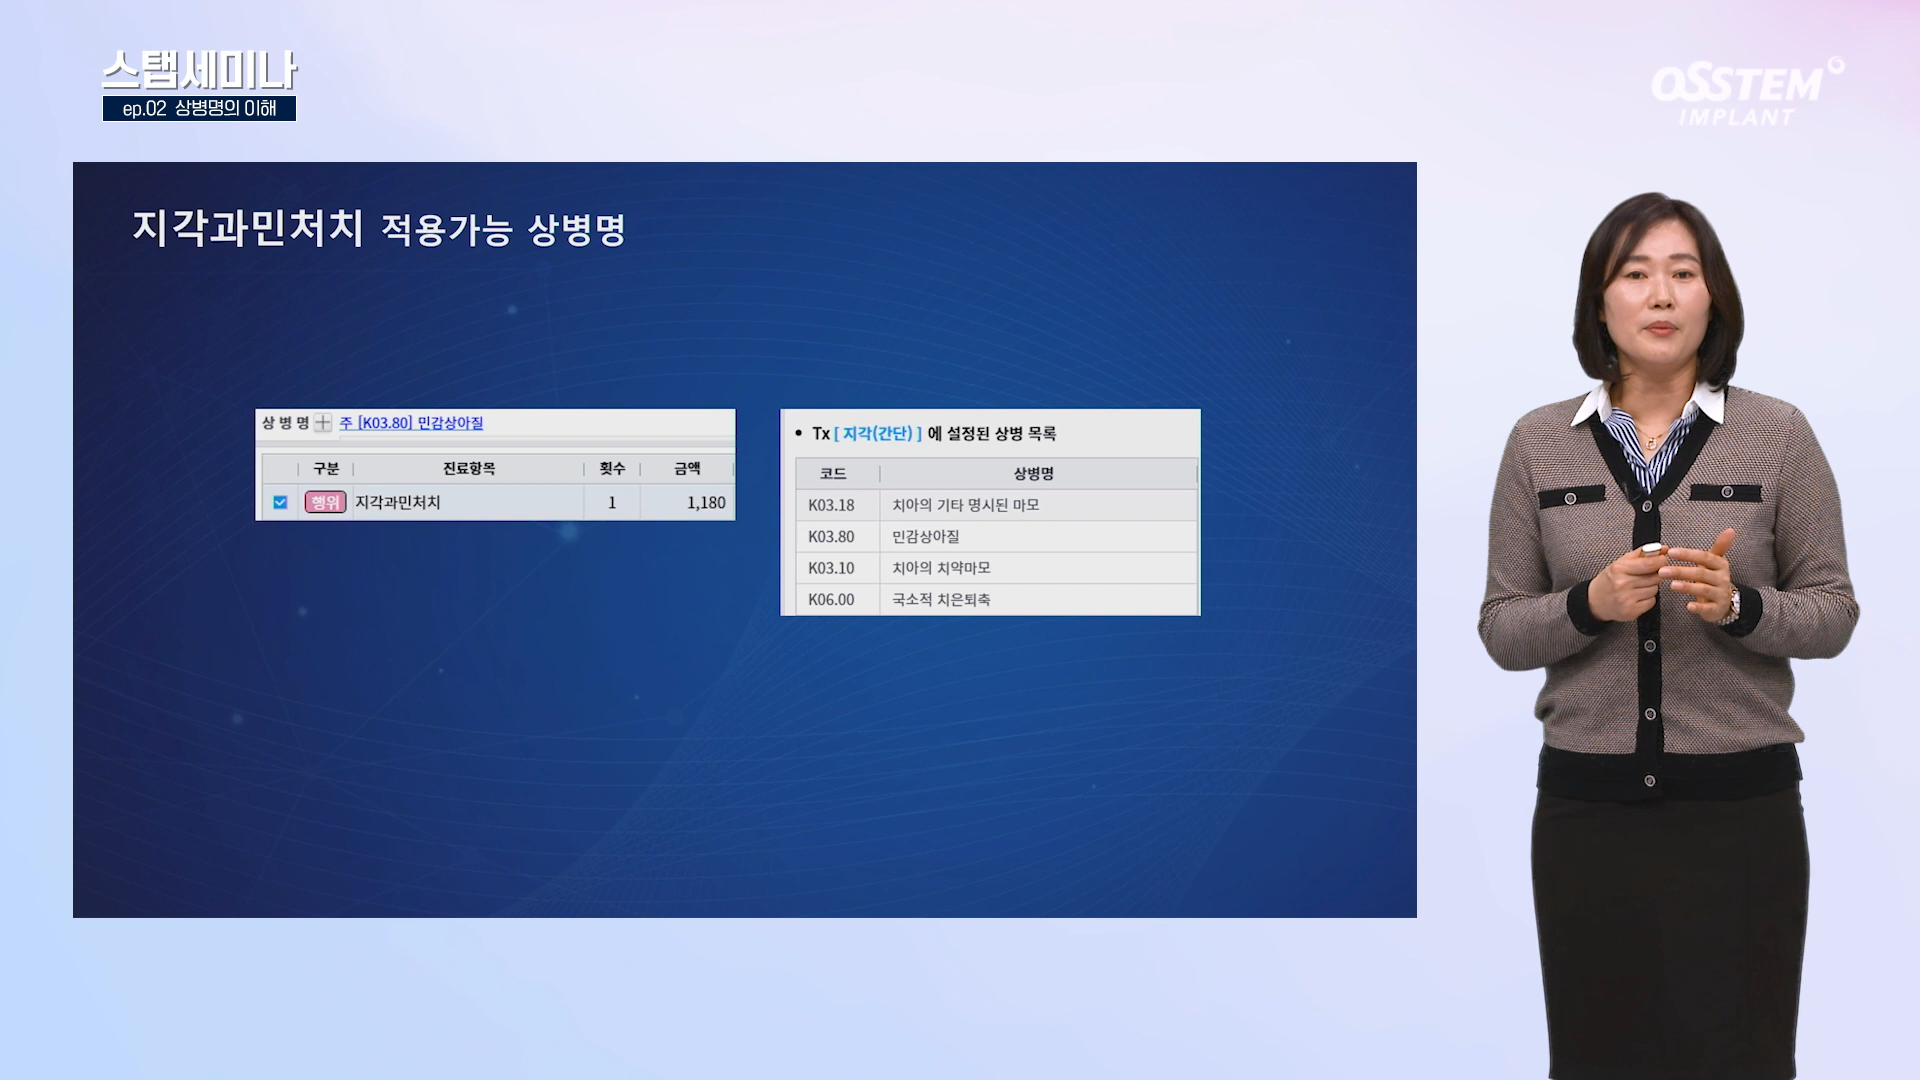 스탭세미나
ep.02 상병명의 이해
OSSTEM
IMPLANT
지각과민처치 적용가능 상병명
상 병 명 주 [K03.80] 민감상아질
구분 진료항목 횟수 금액
행위 지각과민처치 1 1,180
• Tx [ 지각(간단) ] 에 설정된 상병 목록
코드 상병명
K03.18 치아의 기타 명시된 마모
K03.80 민감상아질
K03.10 치아의 치약마모
K06.00 국소적 치은퇴축